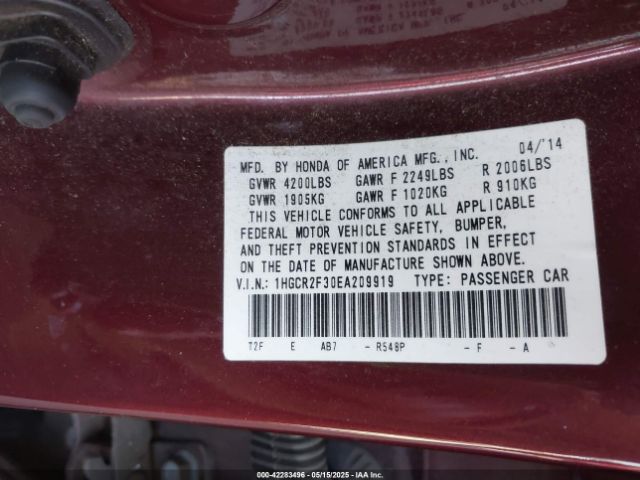 MFD. BY HONDA OF AMERICA MFG., INC. 04/'14
GVWR 4200LBS GAWR F 2249LBS R 2006LBS
GVWR 1905KG GAWR F 1020KG R 910KG
THIS VEHICLE CONFORMS TO ALL APPLICABLE
FEDERAL MOTOR VEHICLE SAFETY, BUMPER,
AND THEFT PREVENTION STANDARDS IN EFFECT
ON THE DATE OF MANUFACTURE SHOWN ABOVE.
V.I.N.: 1HGCR2F30EA209919 TYPE: PASSENGER CAR
T2F E AB7 - R548P - F - A
000-42283496 - 05/15/2025 - IAA Inc.